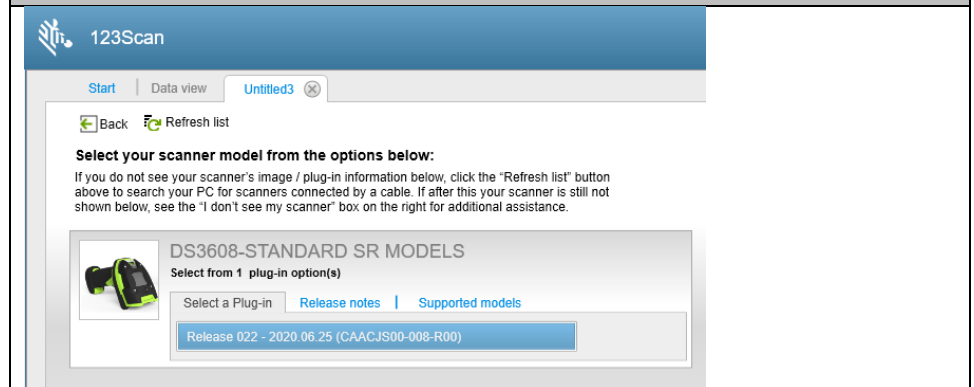 123Scan
Start | Data view Untitled3
Back Refresh list
Select your scanner model from the options below:
If you do not see your scanner's image / plug-in information below, click the “Refresh list” button
above to search your PC for scanners connected by a cable. If after this your scanner is still not
shown below, see the “I don't see my scanner” box on the right for additional assistance.
DS3608-STANDARD SR MODELS
Select from 1 plug-in option(s)
Select a Plug-in Release notes | Supported models
Release 022 - 2020.06.25 (CAACJS00-008-R00)